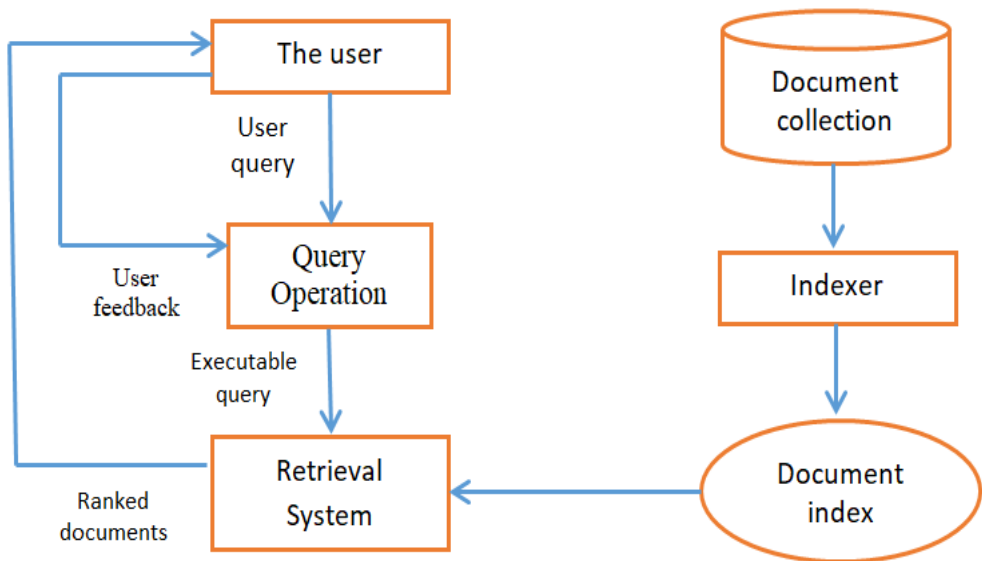 The user
User
query
Query
Operation
User
feedback
Executable
query
Retrieval
System
Ranked
documents
Document
collection
Indexer
Document
index